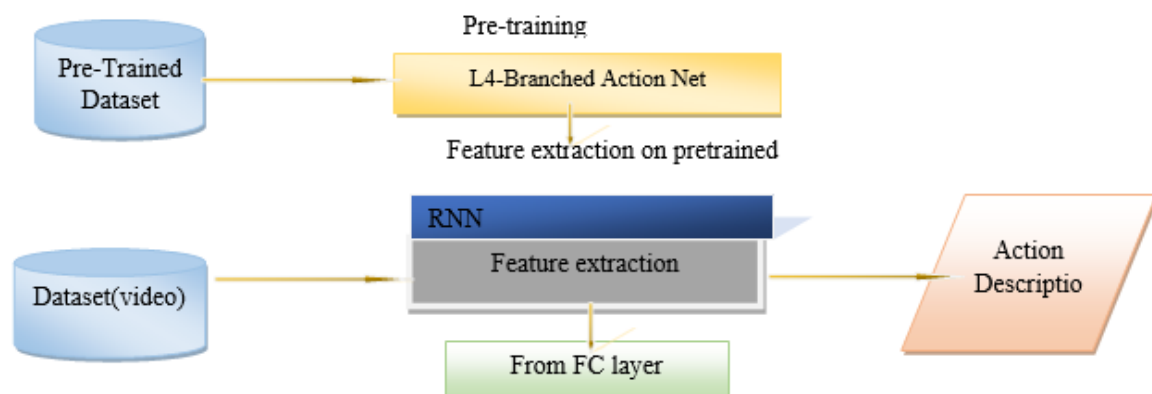 Pre-training
Pre-Trained
Dataset
L4-Branched Action Net
Feature extraction on pretrained
RNN
Feature extraction
Dataset(video)
Action
Descriptio
From FC layer